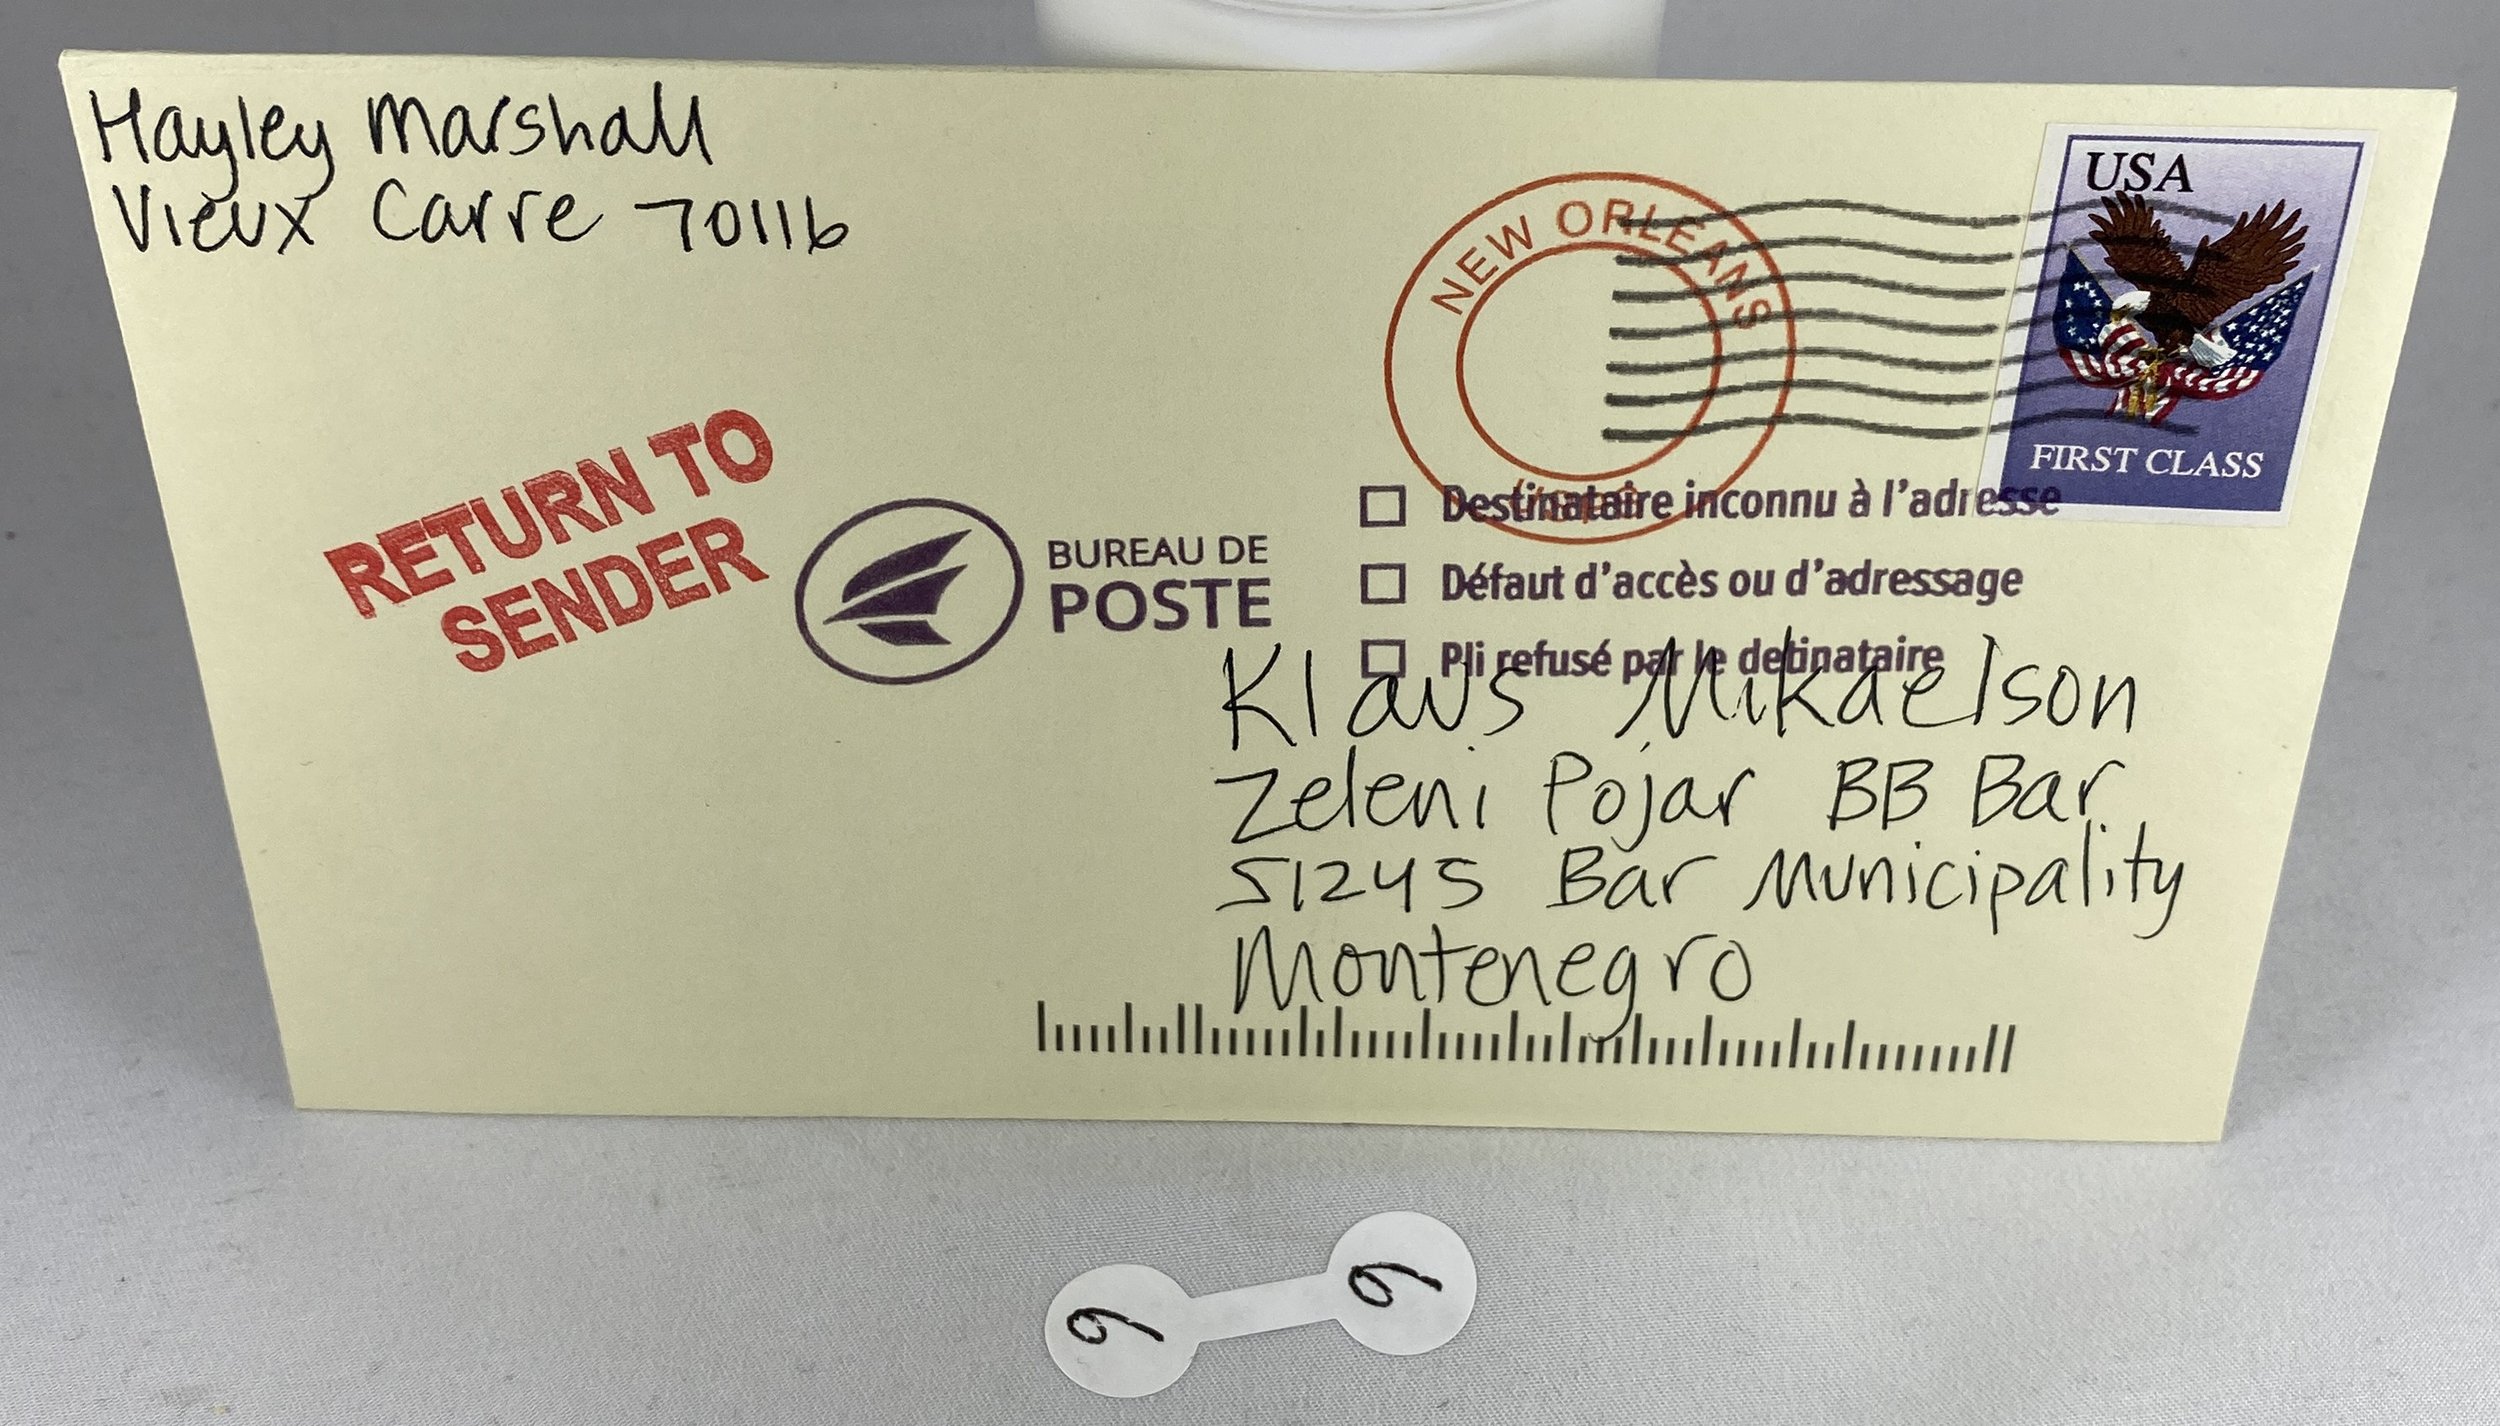 Hayley Marshall
Vieux Carre 70116
NEW ORLEANS
USA
FIRST CLASS
RETURN TO
SENDER
BUREAU DE
POSTE
Destinataire inconnu à l'adresse
Défaut d'accès ou d'adressage
Pli refusé par le detinataire
Klaus Mikaelson
Zeleni Pojar BB Bar
51245 Bar Municipality
Montenegro
9
9